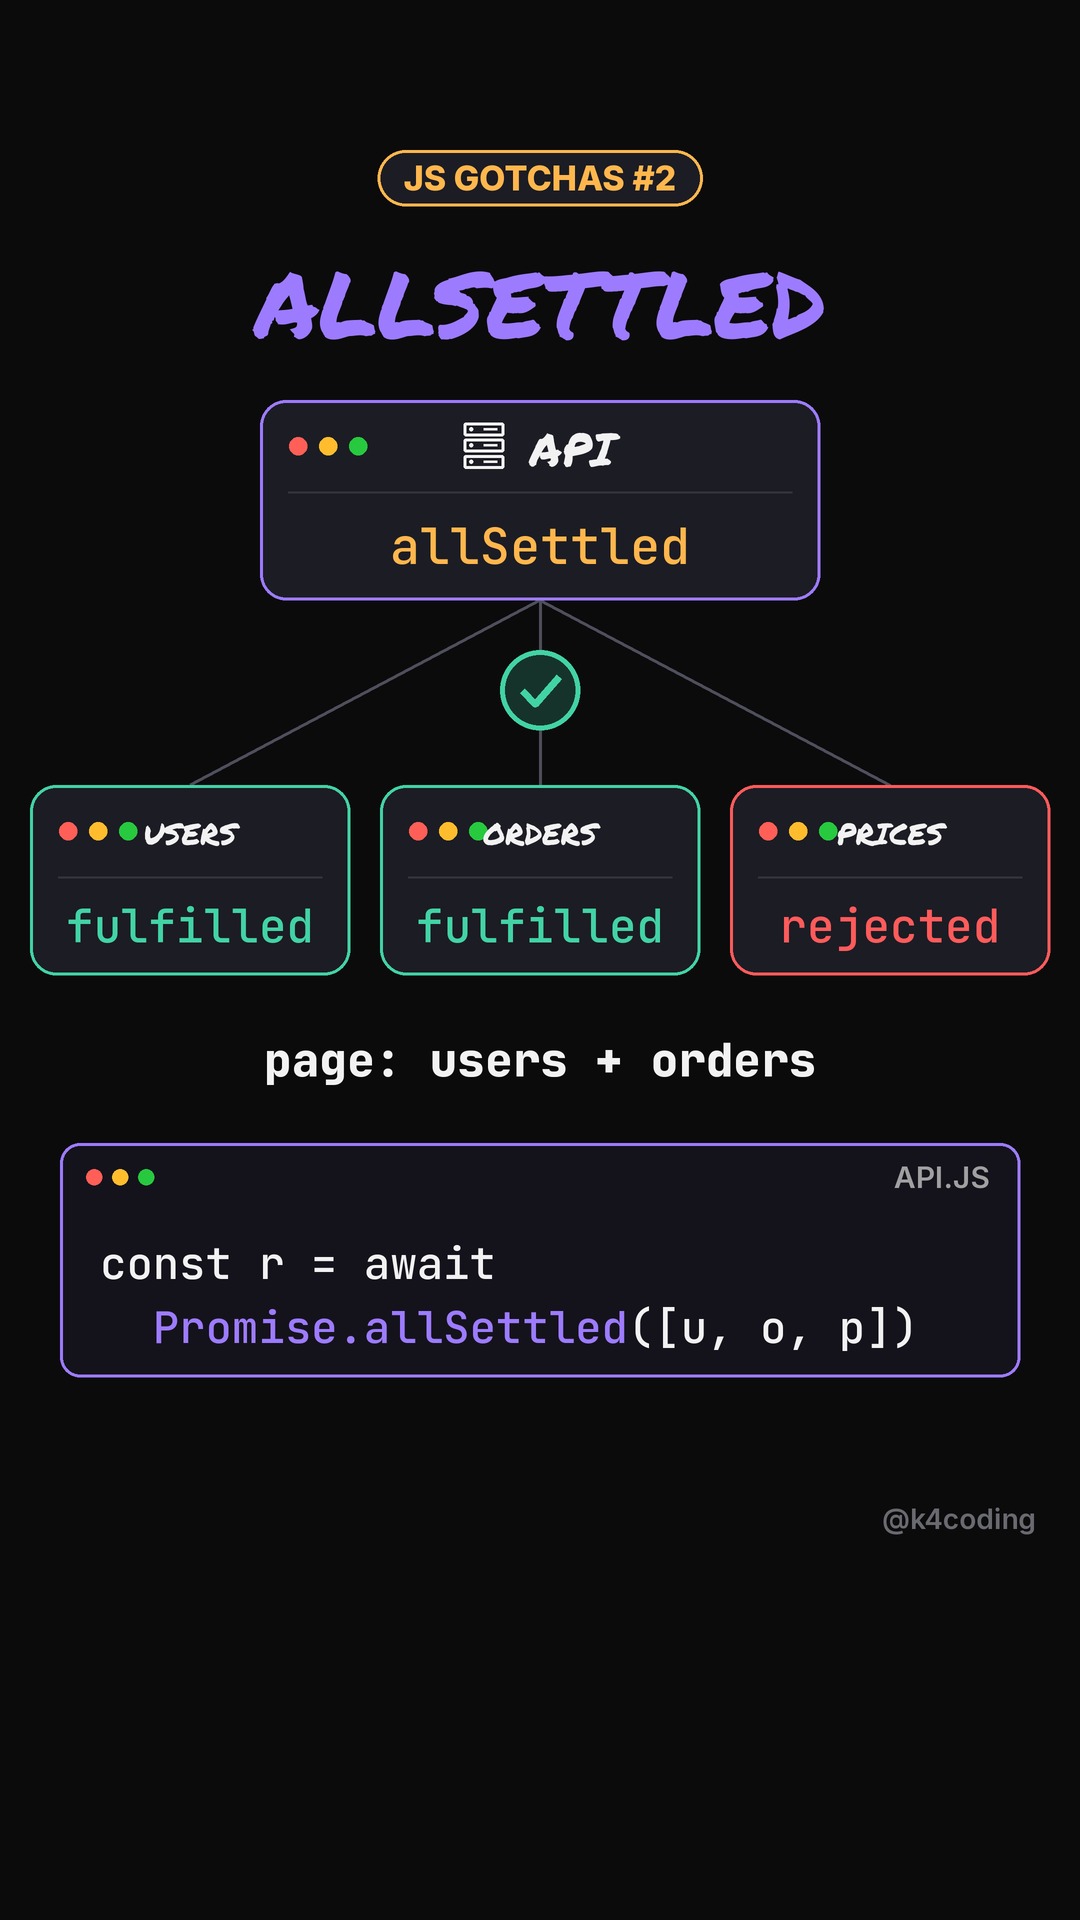 JS GOTCHAS #2
ALLSETTLED
API
allSettled
USERS
fulfilled
ORDERS
fulfilled
PRICES
rejected
page: users + orders
API.JS
const r = await
Promise.allSettled([u, o, p])
@k4coding